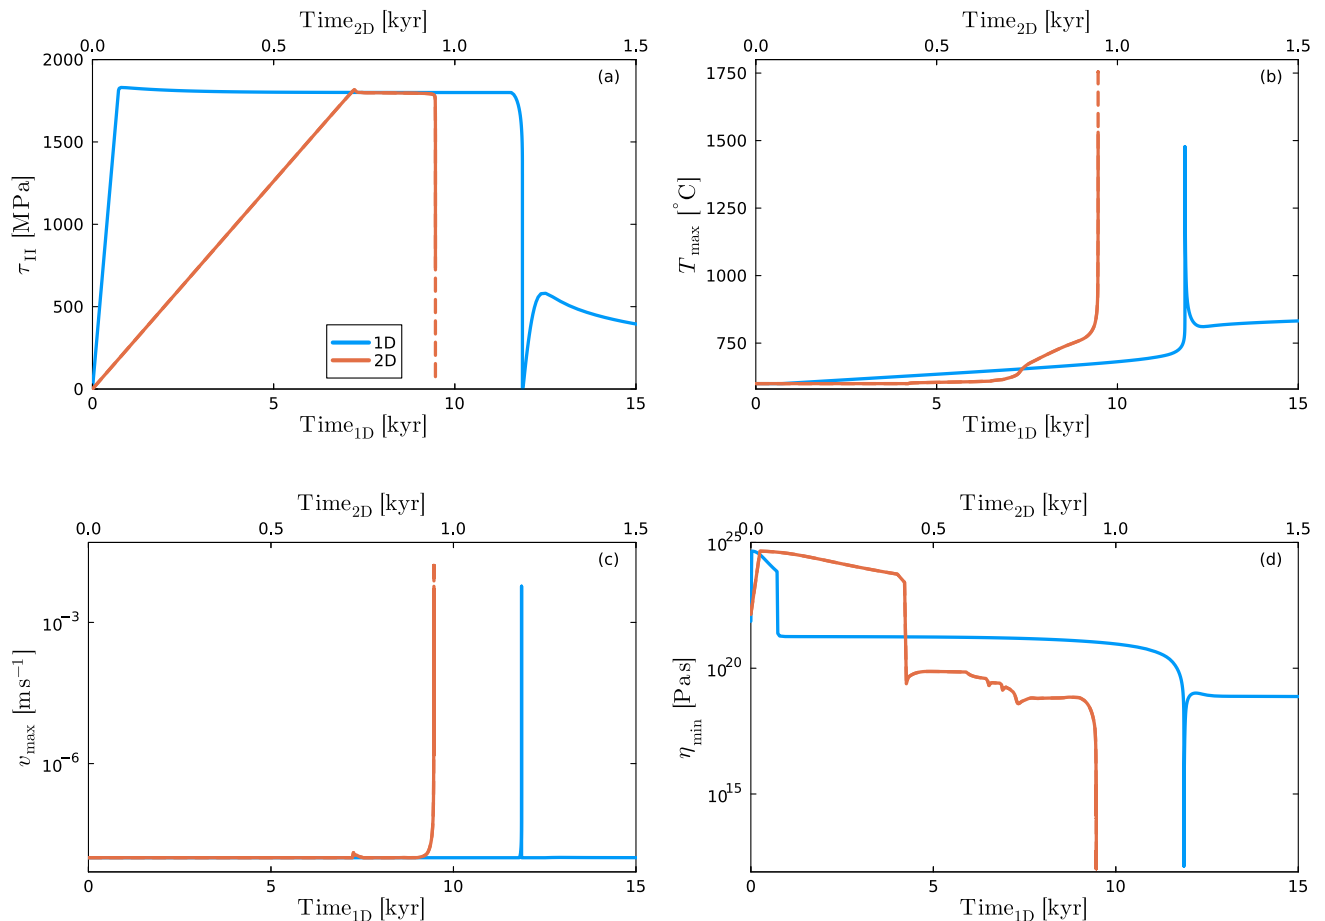 Time2D [kyr]
0.0 0.5 1.0 1.5
(a)
2000
1500
1000
500
0
τII [MPa]
1D
2D
0 5 10 15
Time1D [kyr]
Time2D [kyr]
0.0 0.5 1.0 1.5
(b)
1750
1500
1250
1000
750
Tmax [°C]
0 5 10 15
Time1D [kyr]
Time2D [kyr]
0.0 0.5 1.0 1.5
(c)
10−3
10−6
vmax [m s−1]
0 5 10 15
Time1D [kyr]
Time2D [kyr]
0.0 0.5 1.0 1.5
(d)
1025
1020
1015
ηmin [Pas]
0 5 10 15
Time1D [kyr]